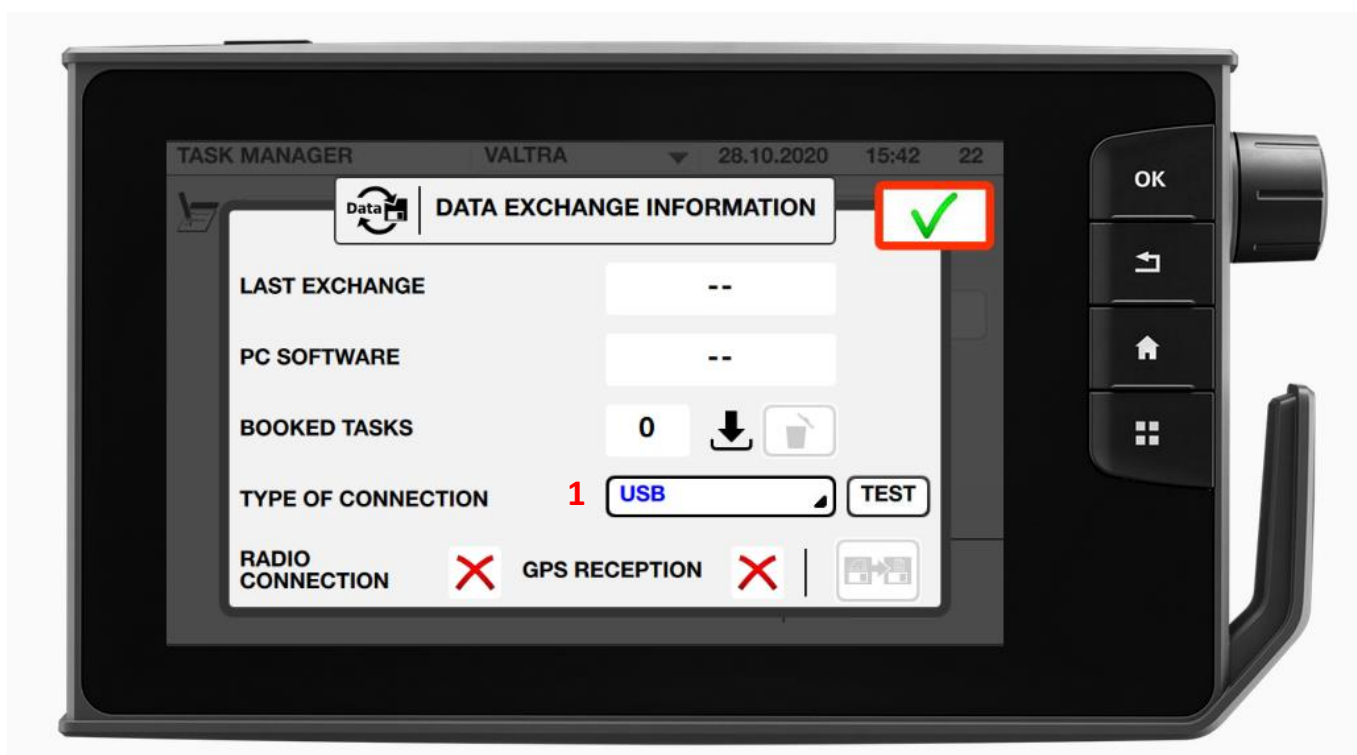 TASK MANAGER VALTRA 28.10.2020 15:42 22
Data DATA EXCHANGE INFORMATION
LAST EXCHANGE --
PC SOFTWARE --
BOOKED TASKS 0
TYPE OF CONNECTION 1 USB TEST
RADIO
CONNECTION GPS RECEPTION
OK